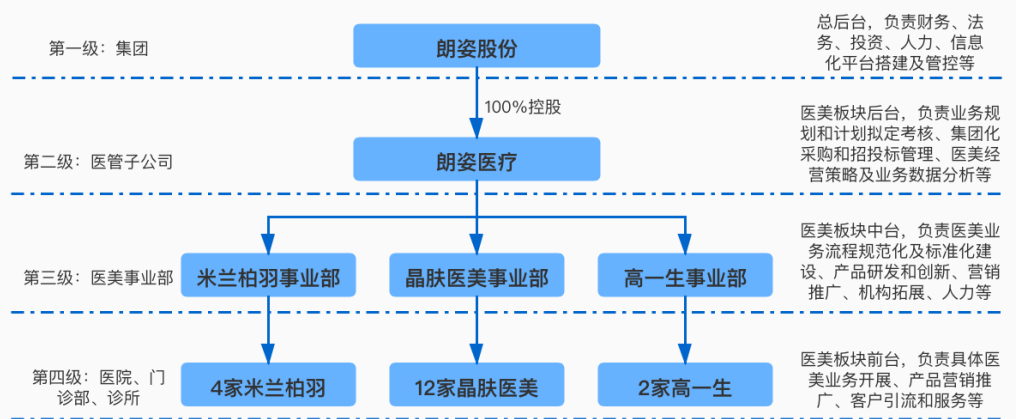 第一级：集团
朗姿股份
总后台，负责财务、法
务、投资、人力、信息
化平台搭建及管控等
100%控股
第二级：医管子公司
朗姿医疗
医美板块后台，负责业务规
划和计划拟定考核、集团化
采购和招投标管理、医美经
营策略及业务数据分析等
第三级：医美事业部
米兰柏羽事业部
晶肤医美事业部
高一生事业部
医美板块中台，负责医美业
务流程规范化及标准化建
设、产品研发和创新、营销
推广、机构拓展、人力等
第四级：医院、门
诊部、诊所
4家米兰柏羽
12家晶肤医美
2家高一生
医美板块前台，负责具体医
美业务开展、产品营销推
广、客户引流和服务等